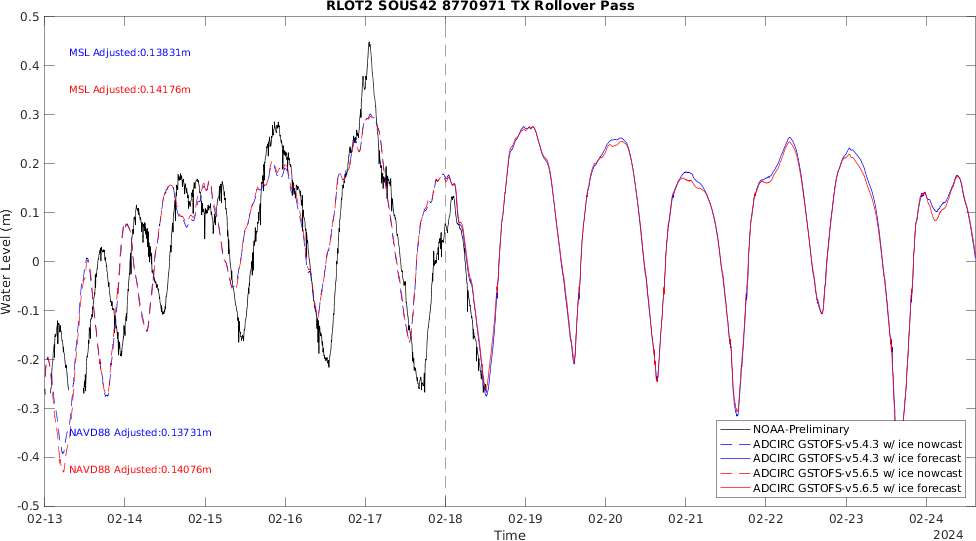 RLOT2 SOUS42 8770971 TX Rollover Pass
0.5
0.4
0.3
0.2
0.1
0
-0.1
-0.2
-0.3
-0.4
-0.5
Water Level (m)
MSL Adjusted:0.13831m
MSL Adjusted:0.14176m
NAVD88 Adjusted:0.13731m
NAVD88 Adjusted:0.14076m
NOAA-Preliminary
ADCIRC GSTOFS-v5.4.3 w/ ice nowcast
ADCIRC GSTOFS-v5.4.3 w/ ice forecast
ADCIRC GSTOFS-v5.6.5 w/ ice nowcast
ADCIRC GSTOFS-v5.6.5 w/ ice forecast
02-13 02-14 02-15 02-16 02-17 02-18 02-19 02-20 02-21 02-22 02-23 02-24
Time
2024